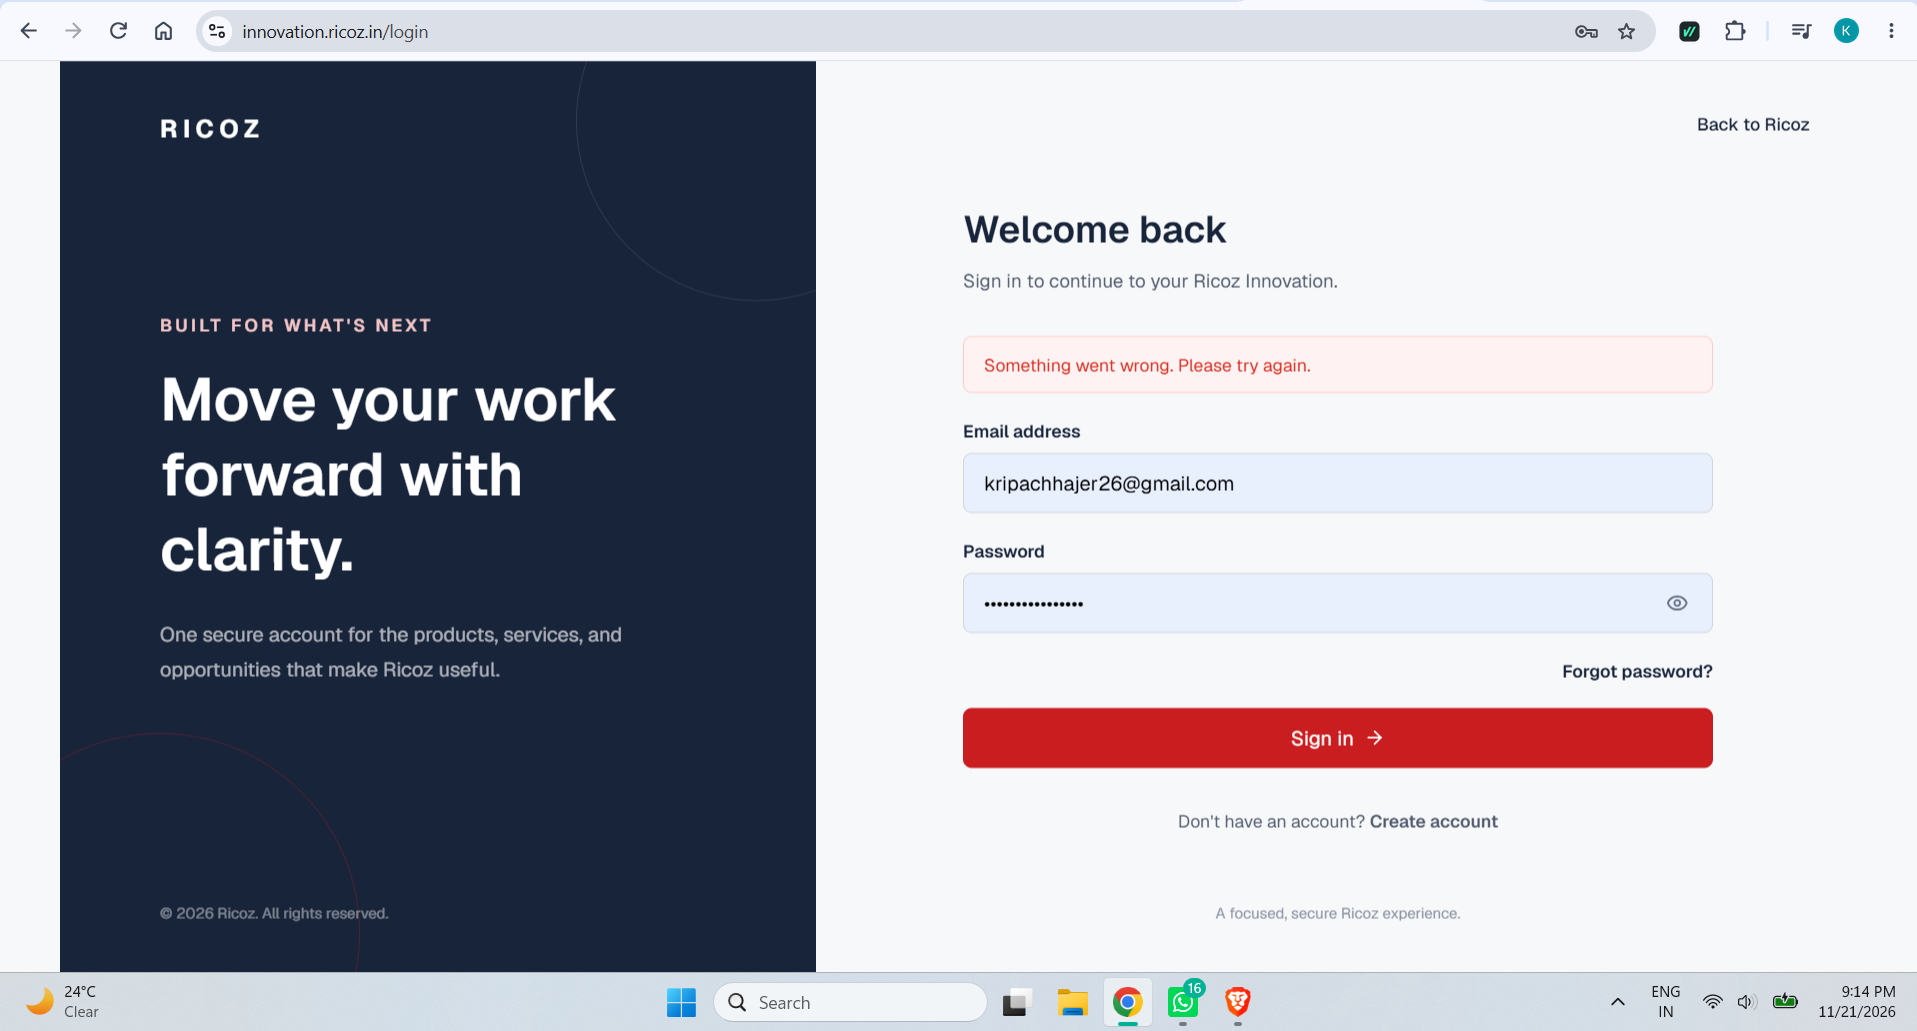 innovation.ricoz.in/login
K
RICOZ
Back to Ricoz
BUILT FOR WHAT'S NEXT
Move your work
forward with
clarity.
One secure account for the products, services, and
opportunities that make Ricoz useful.
© 2026 Ricoz. All rights reserved.
Welcome back
Sign in to continue to your Ricoz Innovation.
Something went wrong. Please try again.
Email address
kripachhajer26@gmail.com
Password
••••••••••••••••
Forgot password?
Sign in →
Don't have an account? Create account
A focused, secure Ricoz experience.
24°C
Clear
Search
16
ENG
IN
9:14 PM
11/21/2026